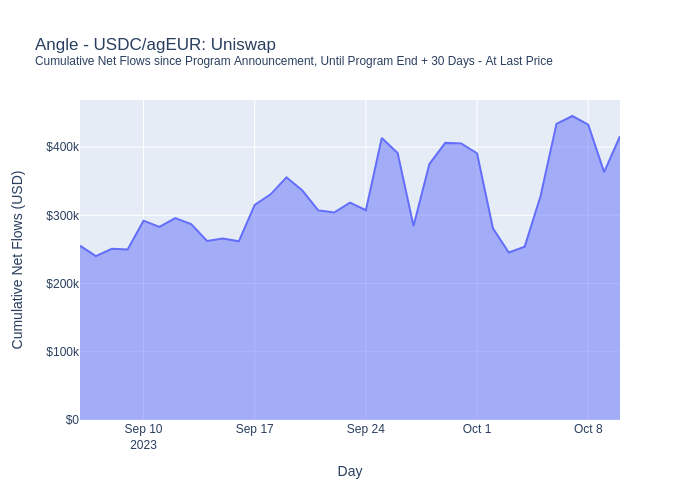 Angle - USDC/agEUR: Uniswap
Cumulative Net Flows since Program Announcement, Until Program End + 30 Days - At Last Price
Cumulative Net Flows (USD)
$400k
$300k
$200k
$100k
$0
Sep 10
2023
Sep 17
Sep 24
Oct 1
Oct 8
Day